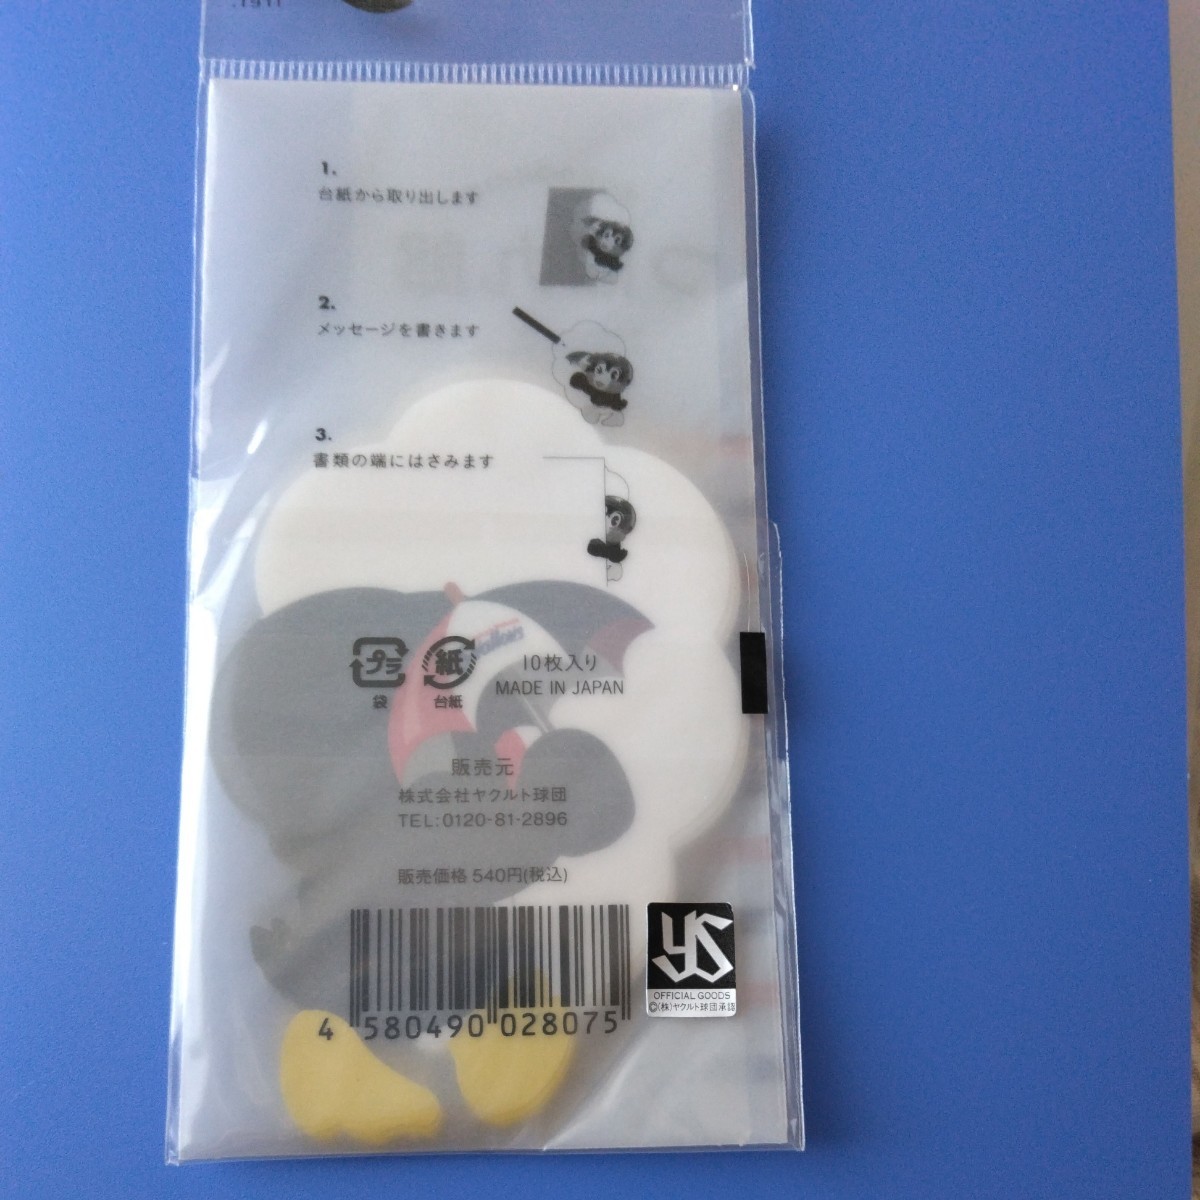 1.
台紙から取り出します
2.
メッセージを書きます
3.
書類の端にはさみます
プラ
袋
紙
台紙
10枚入り
MADE IN JAPAN
販売元
株式会社ヤクルト球団
TEL:0120-81-2896
販売価格 540円(税込)
4 580490 028075
YS
OFFICIAL GOODS
©(株)ヤクルト球団承認